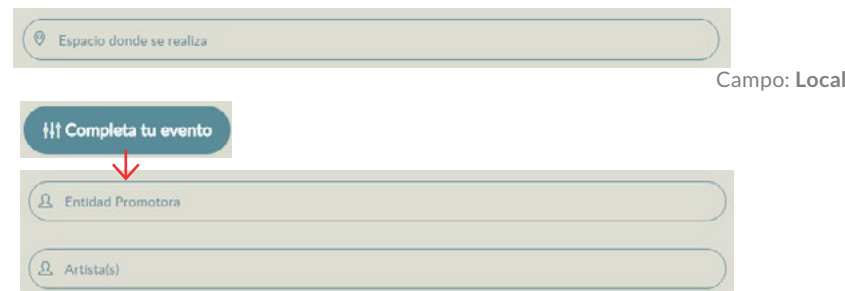 Espacio donde se realiza
Campo: Local
Completa tu evento
Entidad Promotora
Artista(s)